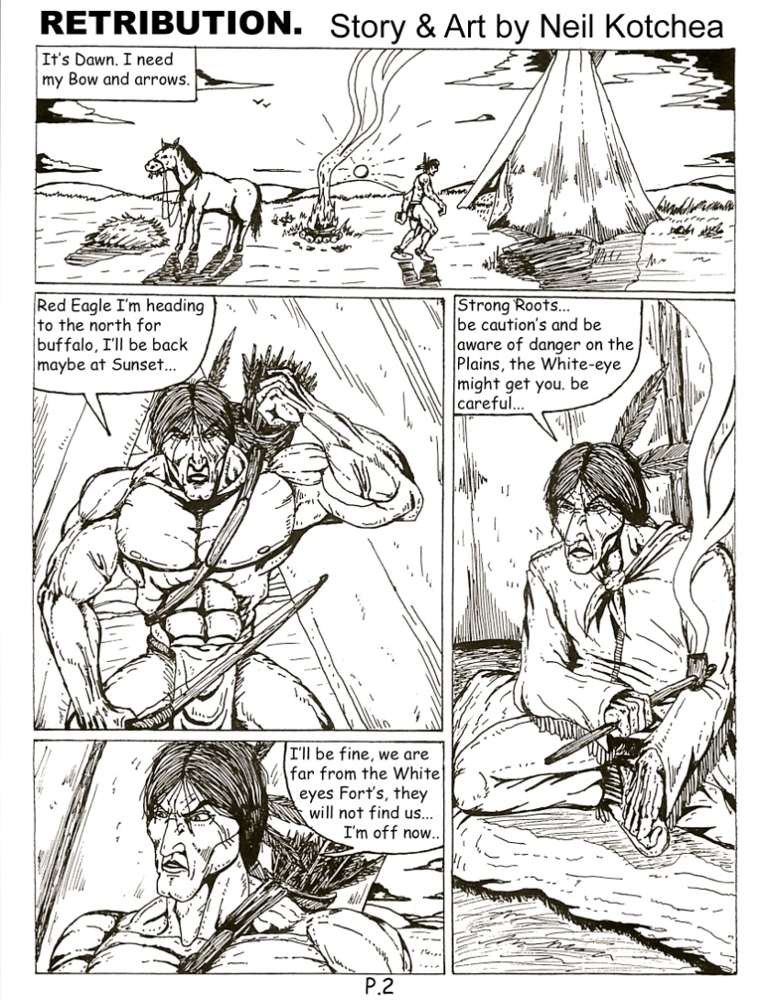 RETRIBUTION. Story & Art by Neil Kotchea
It's Dawn. I need
my Bow and arrows.
Red Eagle I'm heading
to the north for
buffalo, I'll be back
maybe at Sunset...
Strong Roots...
be caution's and be
aware of danger on the
Plains, the White-eye
might get you. be
careful...
I'll be fine, we are
far from the White
eyes Fort's, they
will not find us...
I'm off now..
P.2